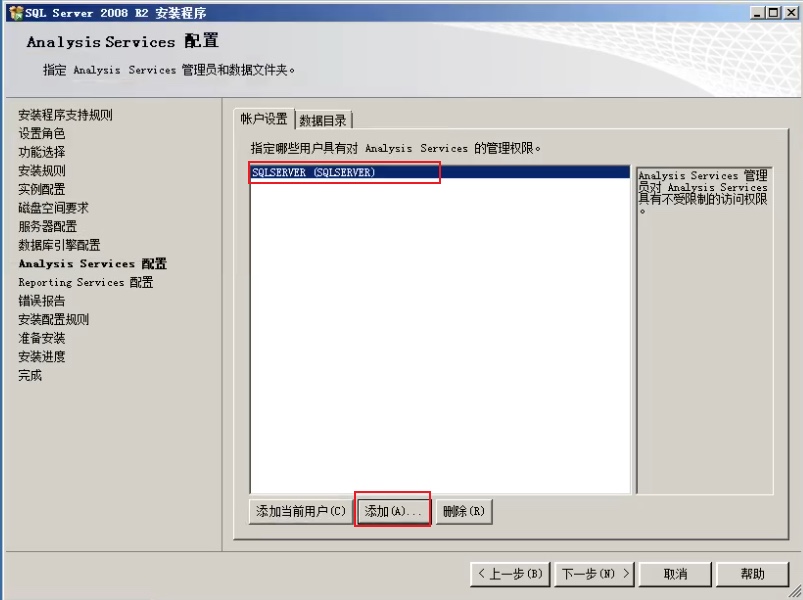 SQL Server 2008 R2 安装程序
Analysis Services 配置
指定 Analysis Services 管理员和数据文件夹。
安装程序支持规则
设置角色
功能选择
安装规则
实例配置
磁盘空间要求
服务器配置
数据库引擎配置
Analysis Services 配置
Reporting Services 配置
错误报告
安装配置规则
准备安装
安装进度
完成
帐户设置 数据目录
指定哪些用户具有对 Analysis Services 的管理权限。
SQLSERVER (SQLSERVER)
Analysis Services 管理
员对 Analysis Services
具有不受限制的访问权限
。
添加当前用户(C) 添加(A)... 删除(R)
< 上一步(B) 下一步(N) > 取消 帮助